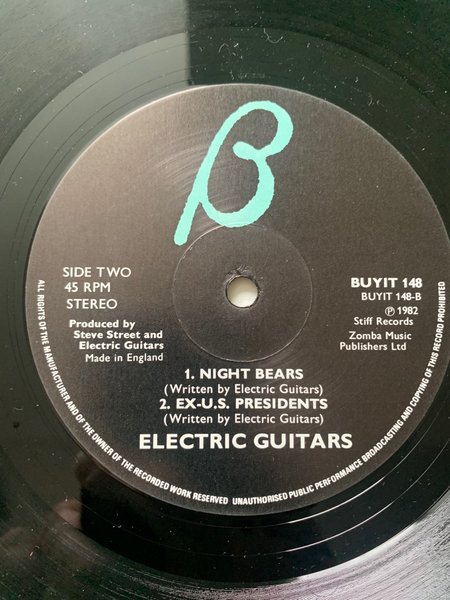 β
SIDE TWO
45 RPM
STEREO
Produced by
Steve Street and
Electric Guitars
Made in England
BUYIT 148
BUYIT 148-B
Ⓟ 1982
Stiff Records
Zomba Music
Publishers Ltd
1. NIGHT BEARS
(Written by Electric Guitars)
2. EX-U.S. PRESIDENTS
(Written by Electric Guitars)
ELECTRIC GUITARS
ALL RIGHTS OF THE MANUFACTURER AND OF THE OWNER OF THE RECORDED WORK RESERVED UNAUTHORISED PUBLIC PERFORMANCE BROADCASTING AND COPYING OF THIS RECORD PROHIBITED